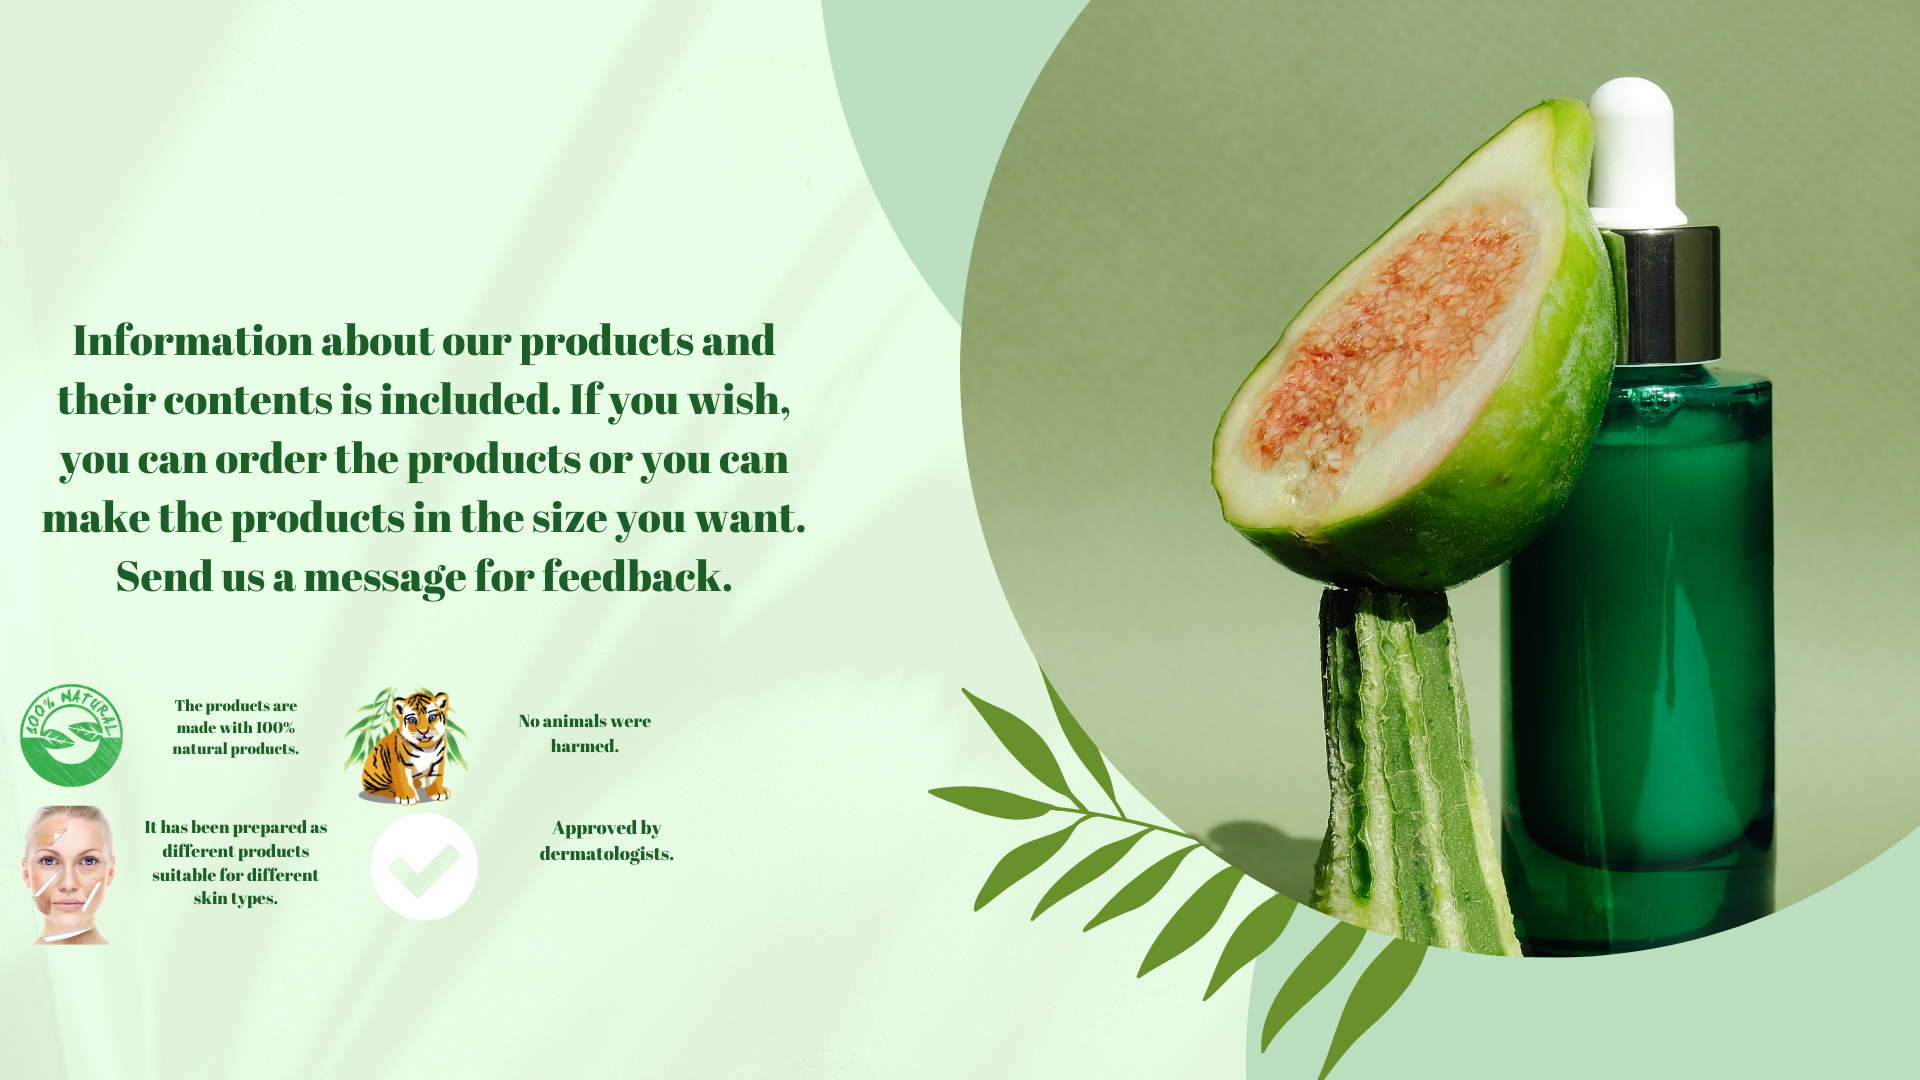 Information about our products and
their contents is included. If you wish,
you can order the products or you can
make the products in the size you want.
Send us a message for feedback.
100% NATURAL
The products are
made with 100%
natural products.
No animals were
harmed.
It has been prepared as
different products
suitable for different
skin types.
Approved by
dermatologists.